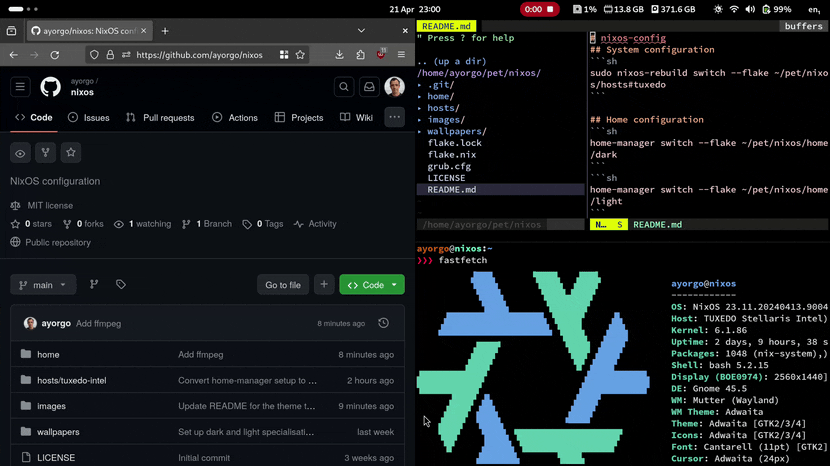 21 Apr 23:00
0:00
1%
13.8 GB
371.6 GB
99%
en₁
ayorgo/nixos: NixOS conf
https://github.com/ayorgo/nixos
11
ayorgo /
nixos
Code
Issues
Pull requests
Actions
Projects
Wiki
NixOS configuration
MIT license
0 stars
0 forks
1 watching
1 Branch
0 Tags
Activity
Public repository
main
Go to file
Code
ayorgo Add ffmpeg
8 minutes ago
home
Add ffmpeg
8 minutes ago
hosts/tuxedo-intel
Convert home-manager setup to …
2 hours ago
images
Update README for the theme t…
9 minutes ago
wallpapers
Set up dark and light specialisati…
last week
LICENSE
Initial commit
3 weeks ago
README.md
buffers
" Press ? for help
.. (up a dir)
/home/ayorgo/pet/nixos/
▸ .git/
▸ home/
▸ hosts/
▸ images/
▸ wallpapers/
flake.lock
flake.nix
grub.cfg
LICENSE
README.md
/home/ayorgo/pet/nixos
# nixos-config
## System configuration
```sh
sudo nixos-rebuild switch --flake ~/pet/nixo
s/hosts#tuxedo
```
## Home configuration
```sh
home-manager switch --flake ~/pet/nixos/home
/dark
```
```sh
home-manager switch --flake ~/pet/nixos/home
/light
```
N… S README.md
ayorgo@nixos:~
❯❯❯ fastfetch
ayorgo@nixos
------------
OS: NixOS 23.11.20240413.9004
Host: TUXEDO Stellaris Intel)
Kernel: 6.1.86
Uptime: 2 days, 9 hours, 38 s
Packages: 1048 (nix-system),)
Shell: bash 5.2.15
Display (BOE0974): 2560x1440]
DE: Gnome 45.5
WM: Mutter (Wayland)
WM Theme: Adwaita
Theme: Adwaita [GTK2/3/4]
Icons: Adwaita [GTK2/3/4]
Font: Cantarell (11pt) [GTK2]
Cursor: Adwaita (24px)